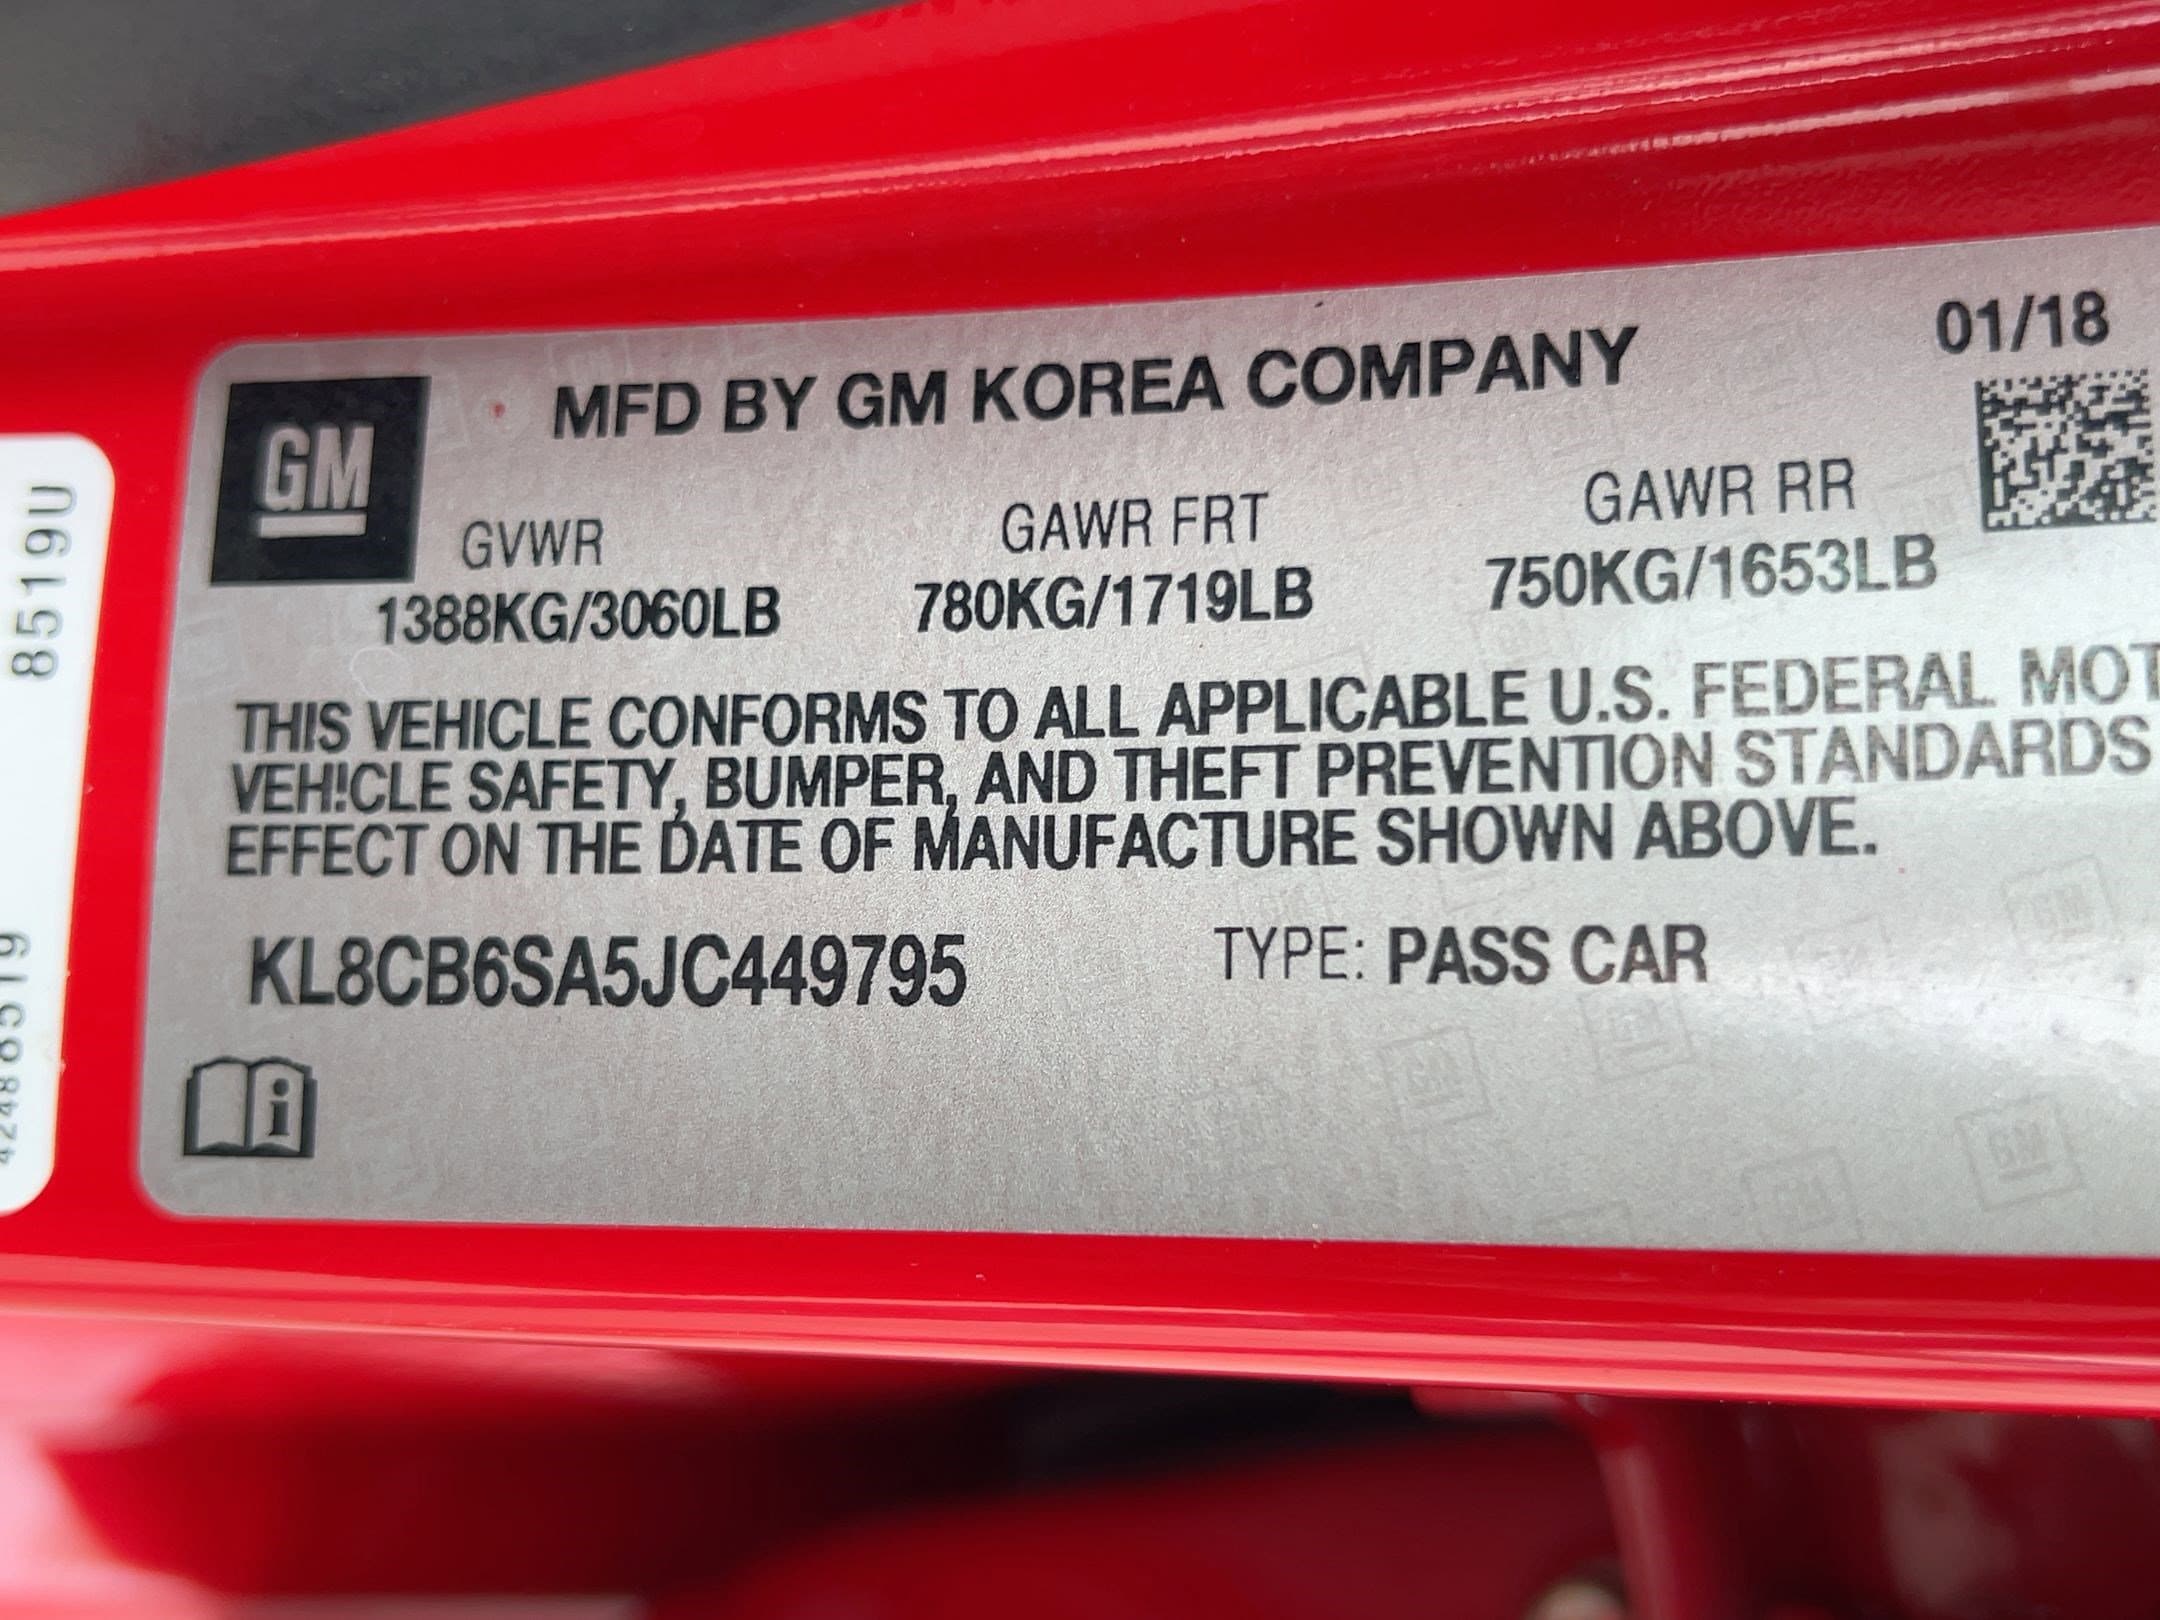 MFD BY GM KOREA COMPANY 01/18
GM
GVWR GAWR FRT GAWR RR
1388KG/3060LB 780KG/1719LB 750KG/1653LB
THIS VEHICLE CONFORMS TO ALL APPLICABLE U.S. FEDERAL MOT
VEHICLE SAFETY, BUMPER, AND THEFT PREVENTION STANDARDS
EFFECT ON THE DATE OF MANUFACTURE SHOWN ABOVE.
KL8CB6SA5JC449795 TYPE: PASS CAR
i
8519U
42488519